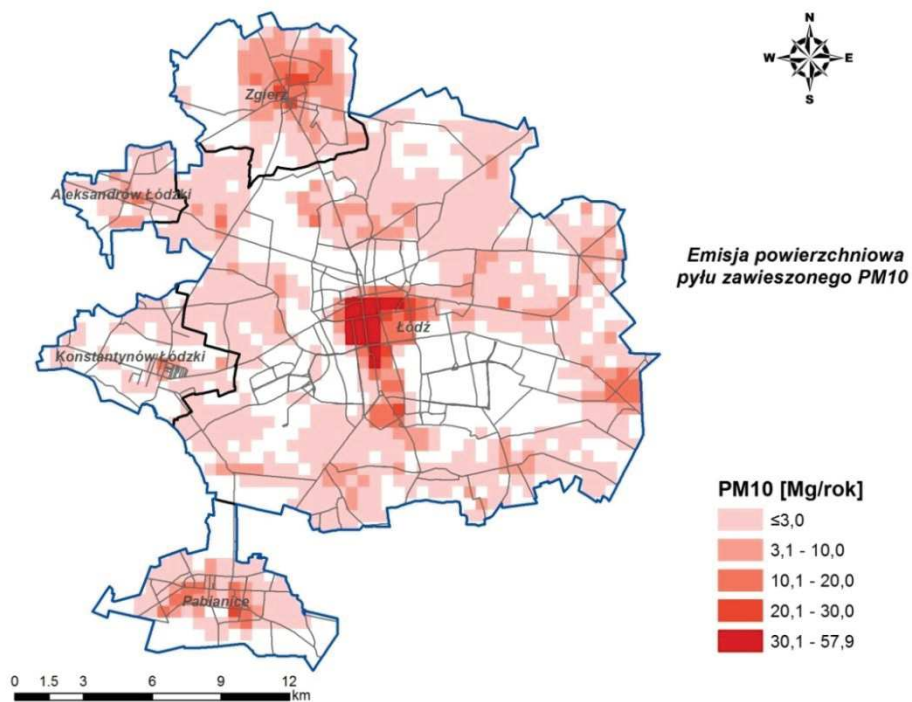 N
W E
S
Zgierz
Aleksandrów Łódzki
Emisja powierzchniowa
pyłu zawieszonego PM10
Łódź
Konstantynów Łódzki
PM10 [Mg/rok]
≤3,0
3,1 - 10,0
10,1 - 20,0
20,1 - 30,0
30,1 - 57,9
Pabianice
0 1.5 3 6 9 12
km